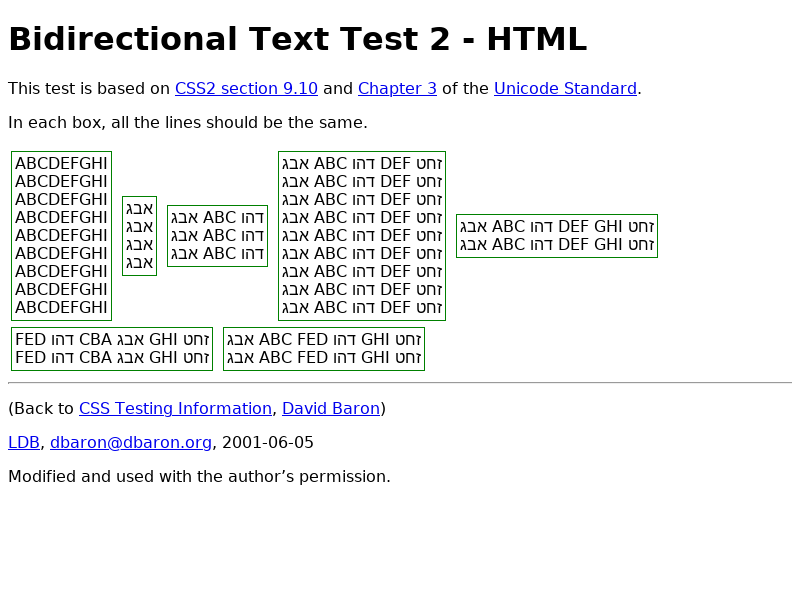 Bidirectional Text Test 2 - HTML
This test is based on CSS2 section 9.10 and Chapter 3 of the Unicode Standard.
In each box, all the lines should be the same.
ABCDEFGHI
ABCDEFGHI
ABCDEFGHI
ABCDEFGHI
ABCDEFGHI
ABCDEFGHI
ABCDEFGHI
ABCDEFGHI
ABCDEFGHI
אבג
אבג
אבג
אבג
אבג ABC דהו
אבג ABC דהו
אבג ABC דהו
אבג ABC דהו DEF זחט
אבג ABC דהו DEF זחט
אבג ABC דהו DEF זחט
אבג ABC דהו DEF זחט
אבג ABC דהו DEF זחט
אבג ABC דהו DEF זחט
אבג ABC דהו DEF זחט
אבג ABC דהו DEF זחט
אבג ABC דהו DEF זחט
אבג ABC דהו DEF GHI זחט
אבג ABC דהו DEF GHI זחט
FED דהו CBA אבג GHI זחט
FED דהו CBA אבג GHI זחט
אבג ABC FED דהו GHI זחט
אבג ABC FED דהו GHI זחט
(Back to CSS Testing Information, David Baron)
LDB, dbaron@dbaron.org, 2001-06-05
Modified and used with the author’s permission.